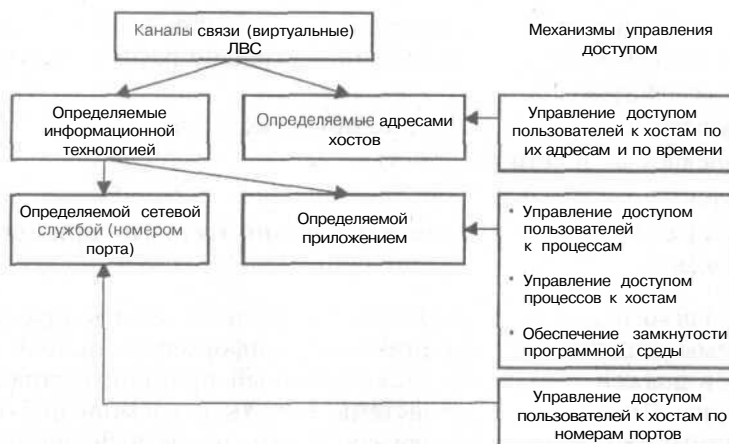 Каналы связи (виртуальные)
ЛВС
Механизмы управления
доступом
Определяемые
информационной
технологией
Определяемые адресами
хостов
Управление доступом
пользователей к хостам по
их адресам и по времени
Определяемой сетевой
службой (номером
порта)
Определяемой
приложением
• Управление доступом
пользователей
к процессам
• Управление доступом
процессов к хостам
• Обеспечение замкнутости
программной среды
Управление доступом
пользователей к хостам по
номерам портов